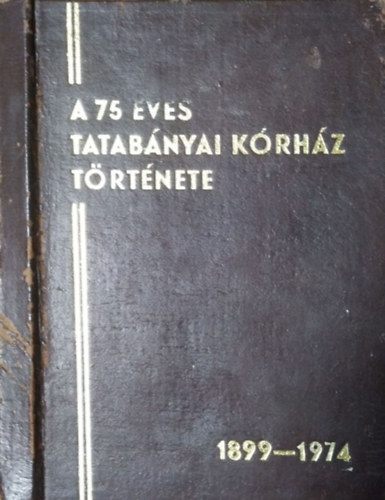 A 75 ÉVES
TATABÁNYAI KÓRHÁZ
TÖRTÉNETE
1899—1974